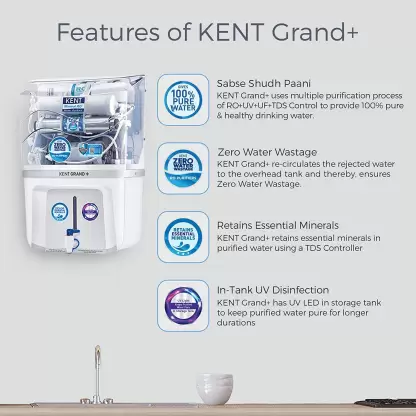 Features of KENT Grand+
KENT
KENT GRAND+
GIVES
100%
PURE
WATER
Sabse Shudh Paani
KENT Grand+ uses multiple purification process
of RO+UV+UF+TDS Control to provide 100% pure
& healthy drinking water.
ZERO
WATER
WASTAGE
Zero Water Wastage
KENT Grand+ re-circulates the rejected water
to the overhead tank and thereby, ensures
Zero Water Wastage.
RETAINS
ESSENTIAL
MINERALS
Retains Essential Minerals
KENT Grand+ retains essential minerals in
purified water using a TDS Controller
In-Tank UV Disinfection
KENT Grand+ has UV LED in storage tank
to keep purified water pure for longer
durations